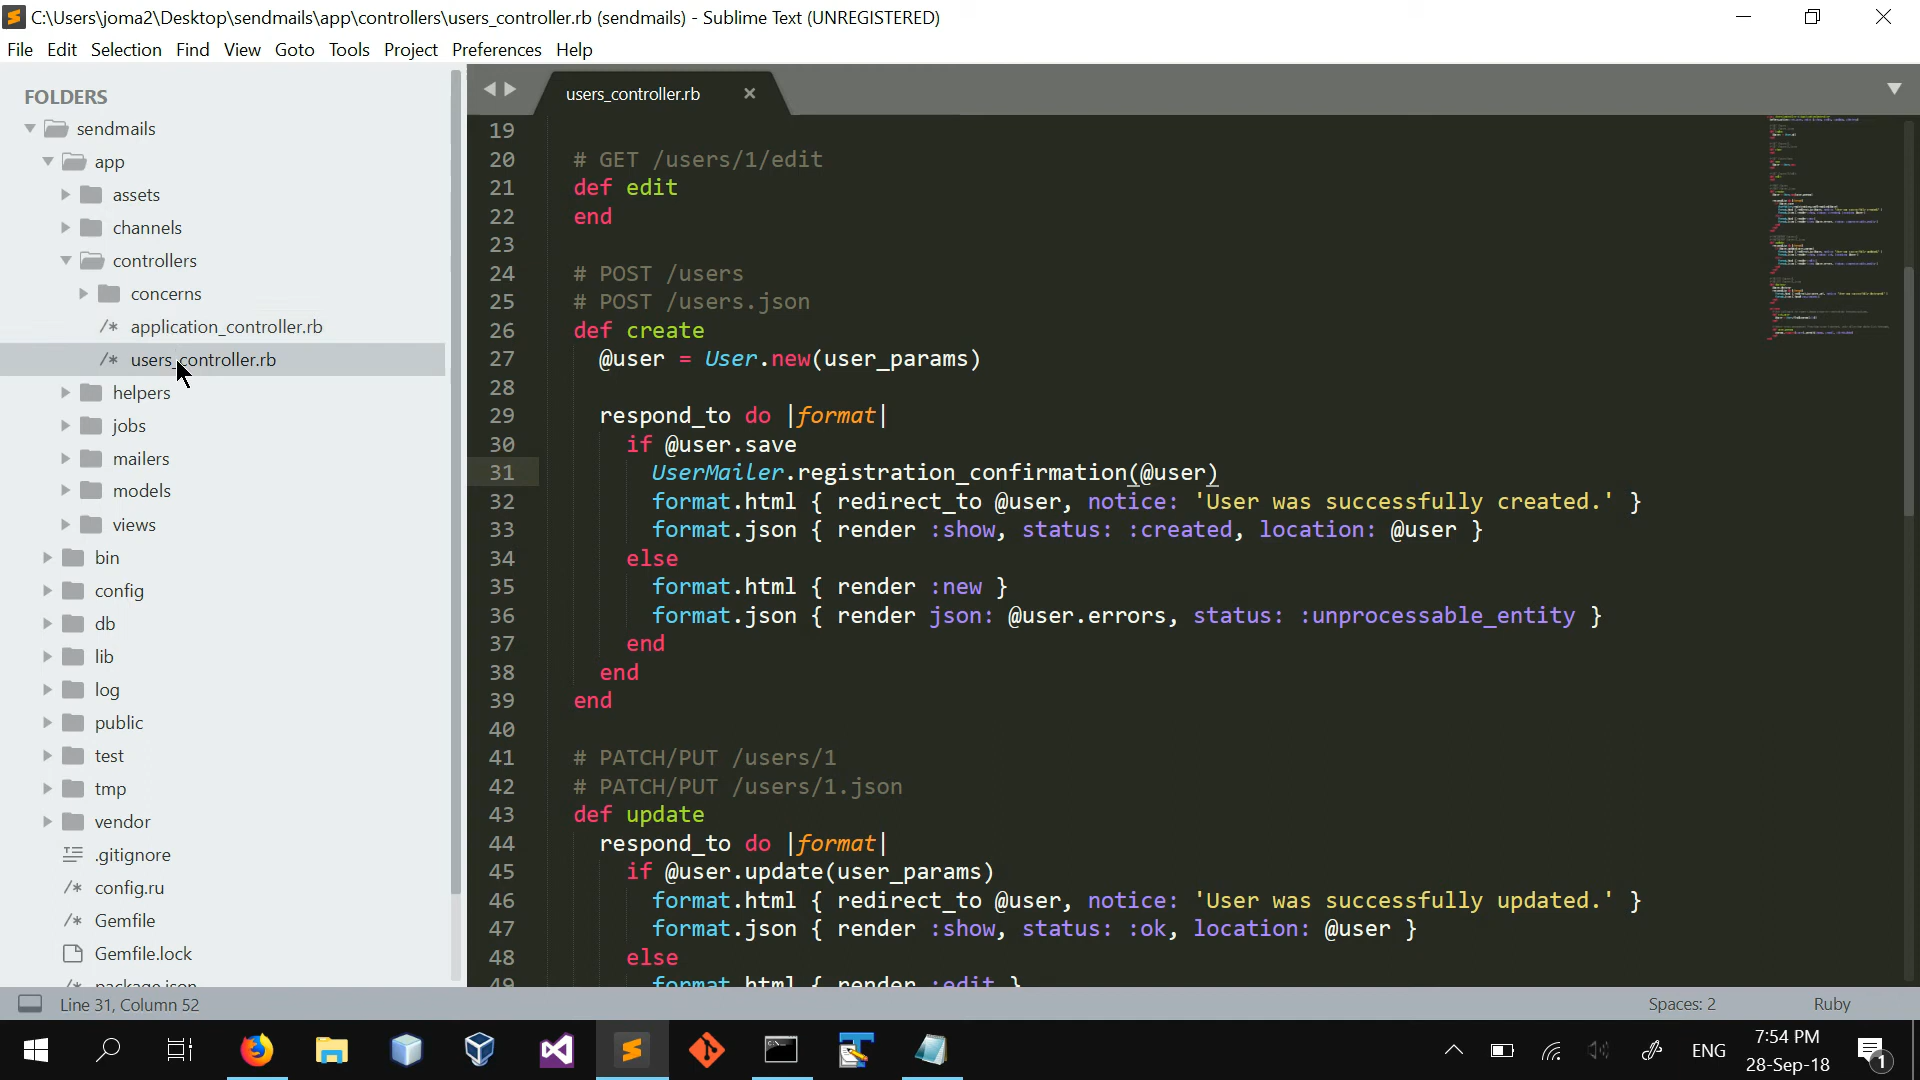 C:\Users\joma2\Desktop\sendmails\app\controllers\users_controller.rb (sendmails) - Sublime Text (UNREGISTERED)
File Edit Selection Find View Goto Tools Project Preferences Help
FOLDERS
sendmails
app
assets
channels
controllers
concerns
/* application_controller.rb
/* users_controller.rb
helpers
jobs
mailers
models
views
bin
config
db
lib
log
public
test
tmp
vendor
.gitignore
/* config.ru
/* Gemfile
Gemfile.lock
/* package.json
users_controller.rb
19
20 # GET /users/1/edit
21 def edit
22 end
23
24 # POST /users
25 # POST /users.json
26 def create
27 @user = User.new(user_params)
28
29 respond_to do |format|
30 if @user.save
31 UserMailer.registration_confirmation(@user)
32 format.html { redirect_to @user, notice: 'User was successfully created.' }
33 format.json { render :show, status: :created, location: @user }
34 else
35 format.html { render :new }
36 format.json { render json: @user.errors, status: :unprocessable_entity }
37 end
38 end
39 end
40
41 # PATCH/PUT /users/1
42 # PATCH/PUT /users/1.json
43 def update
44 respond_to do |format|
45 if @user.update(user_params)
46 format.html { redirect_to @user, notice: 'User was successfully updated.' }
47 format.json { render :show, status: :ok, location: @user }
48 else
49 format.html { render :edit }
Line 31, Column 52
Spaces: 2
Ruby
ENG
7:54 PM
28-Sep-18
1